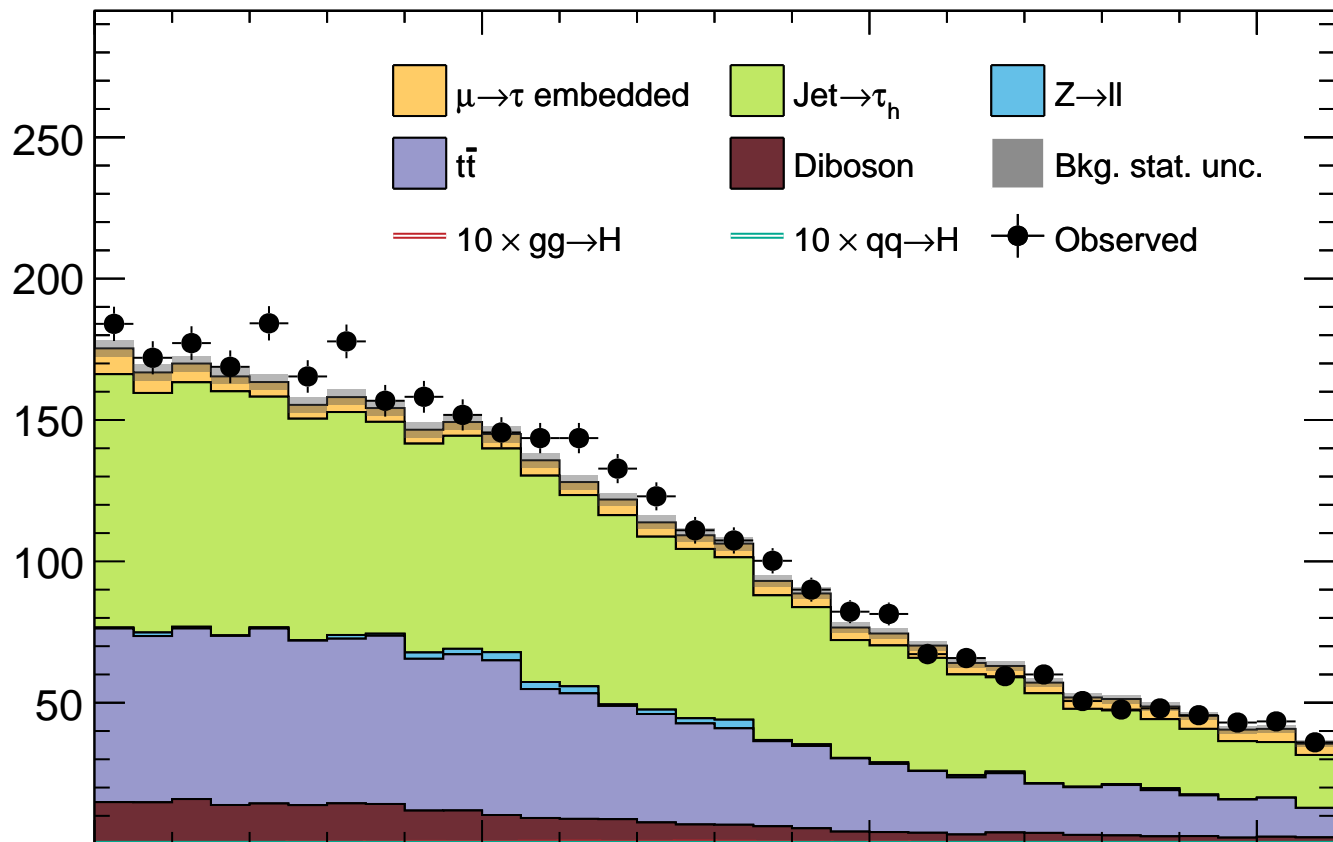 μ→τ embedded Jet→τh Z→ll
250
tt̄ Diboson Bkg. stat. unc.
10 × gg→H 10 × qq→H Observed
200
150
100
50